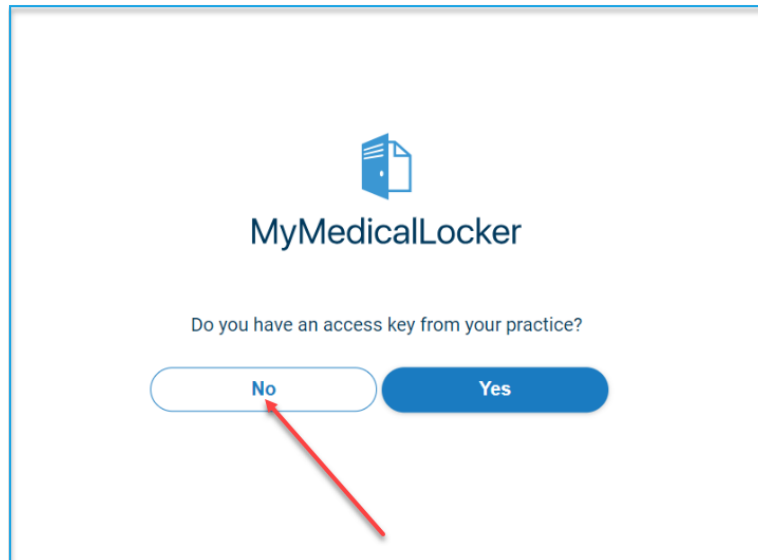 MyMedicalLocker
Do you have an access key from your practice?
No
Yes